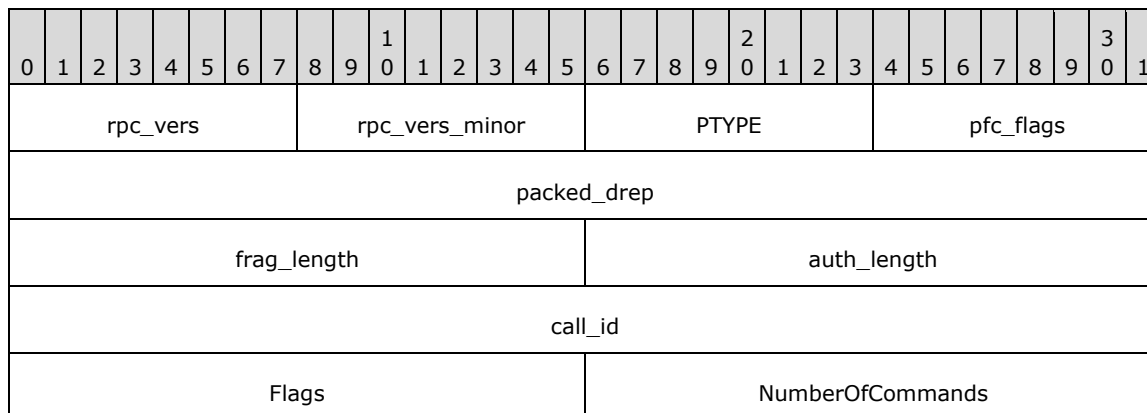 1 2 3
0 1 2 3 4 5 6 7 8 9 0 1 2 3 4 5 6 7 8 9 0 1 2 3 4 5 6 7 8 9 0 1
rpc_vers rpc_vers_minor PTYPE pfc_flags
packed_drep
frag_length auth_length
call_id
Flags NumberOfCommands